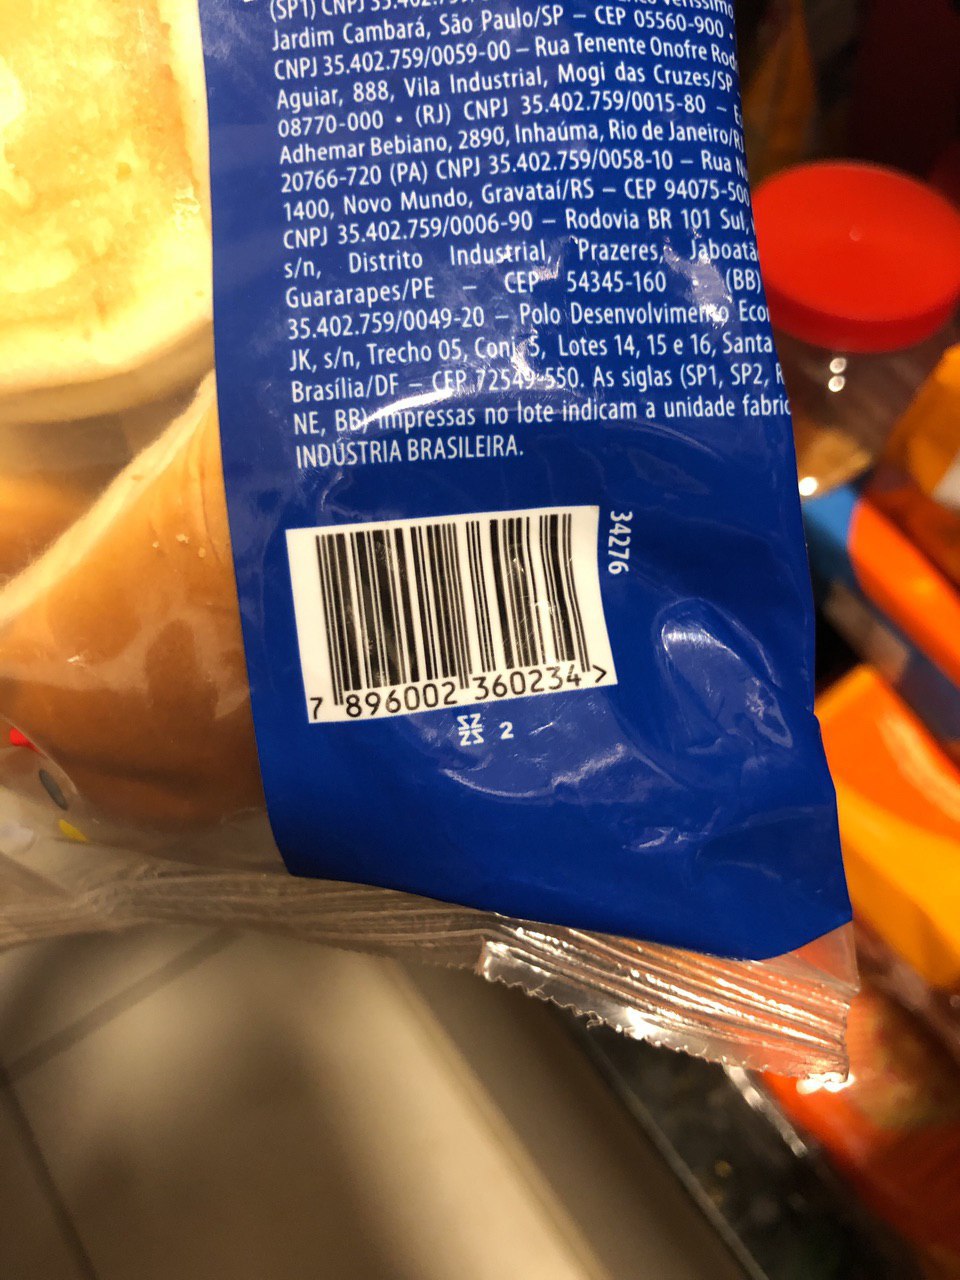 (SP1) CNPJ
Jardim Cambará, São Paulo/SP – CEP 05560-900 •
CNPJ 35.402.759/0059-00 – Rua Tenente Onofre
Aguiar, 888, Vila Industrial, Mogi das Cruzes/SP
08770-000 • (RJ) CNPJ 35.402.759/0015-80 –
Adhemar Bebiano, 2890, Inhaúma, Rio de Janeiro/
20766-720 (PA) CNPJ 35.402.759/0058-10 – Rua
1400, Novo Mundo, Gravataí/RS – CEP 94075-500
CNPJ 35.402.759/0006-90 – Rodovia BR 101 Sul,
s/n, Distrito Industrial, Prazeres, Jaboatã
Guararapes/PE – CEP 54345-160 • (BB)
35.402.759/0049-20 – Polo Desenvolvimento Eco
JK, s/n, Trecho 05, Conj. 5, Lotes 14, 15 e 16, Santa
Brasília/DF – CEP 72549-550. As siglas (SP1, SP2,
NE, BB) impressas no lote indicam a unidade fabric
INDÚSTRIA BRASILEIRA.
34276
7 896002 360234 >
SZ 2
ZS